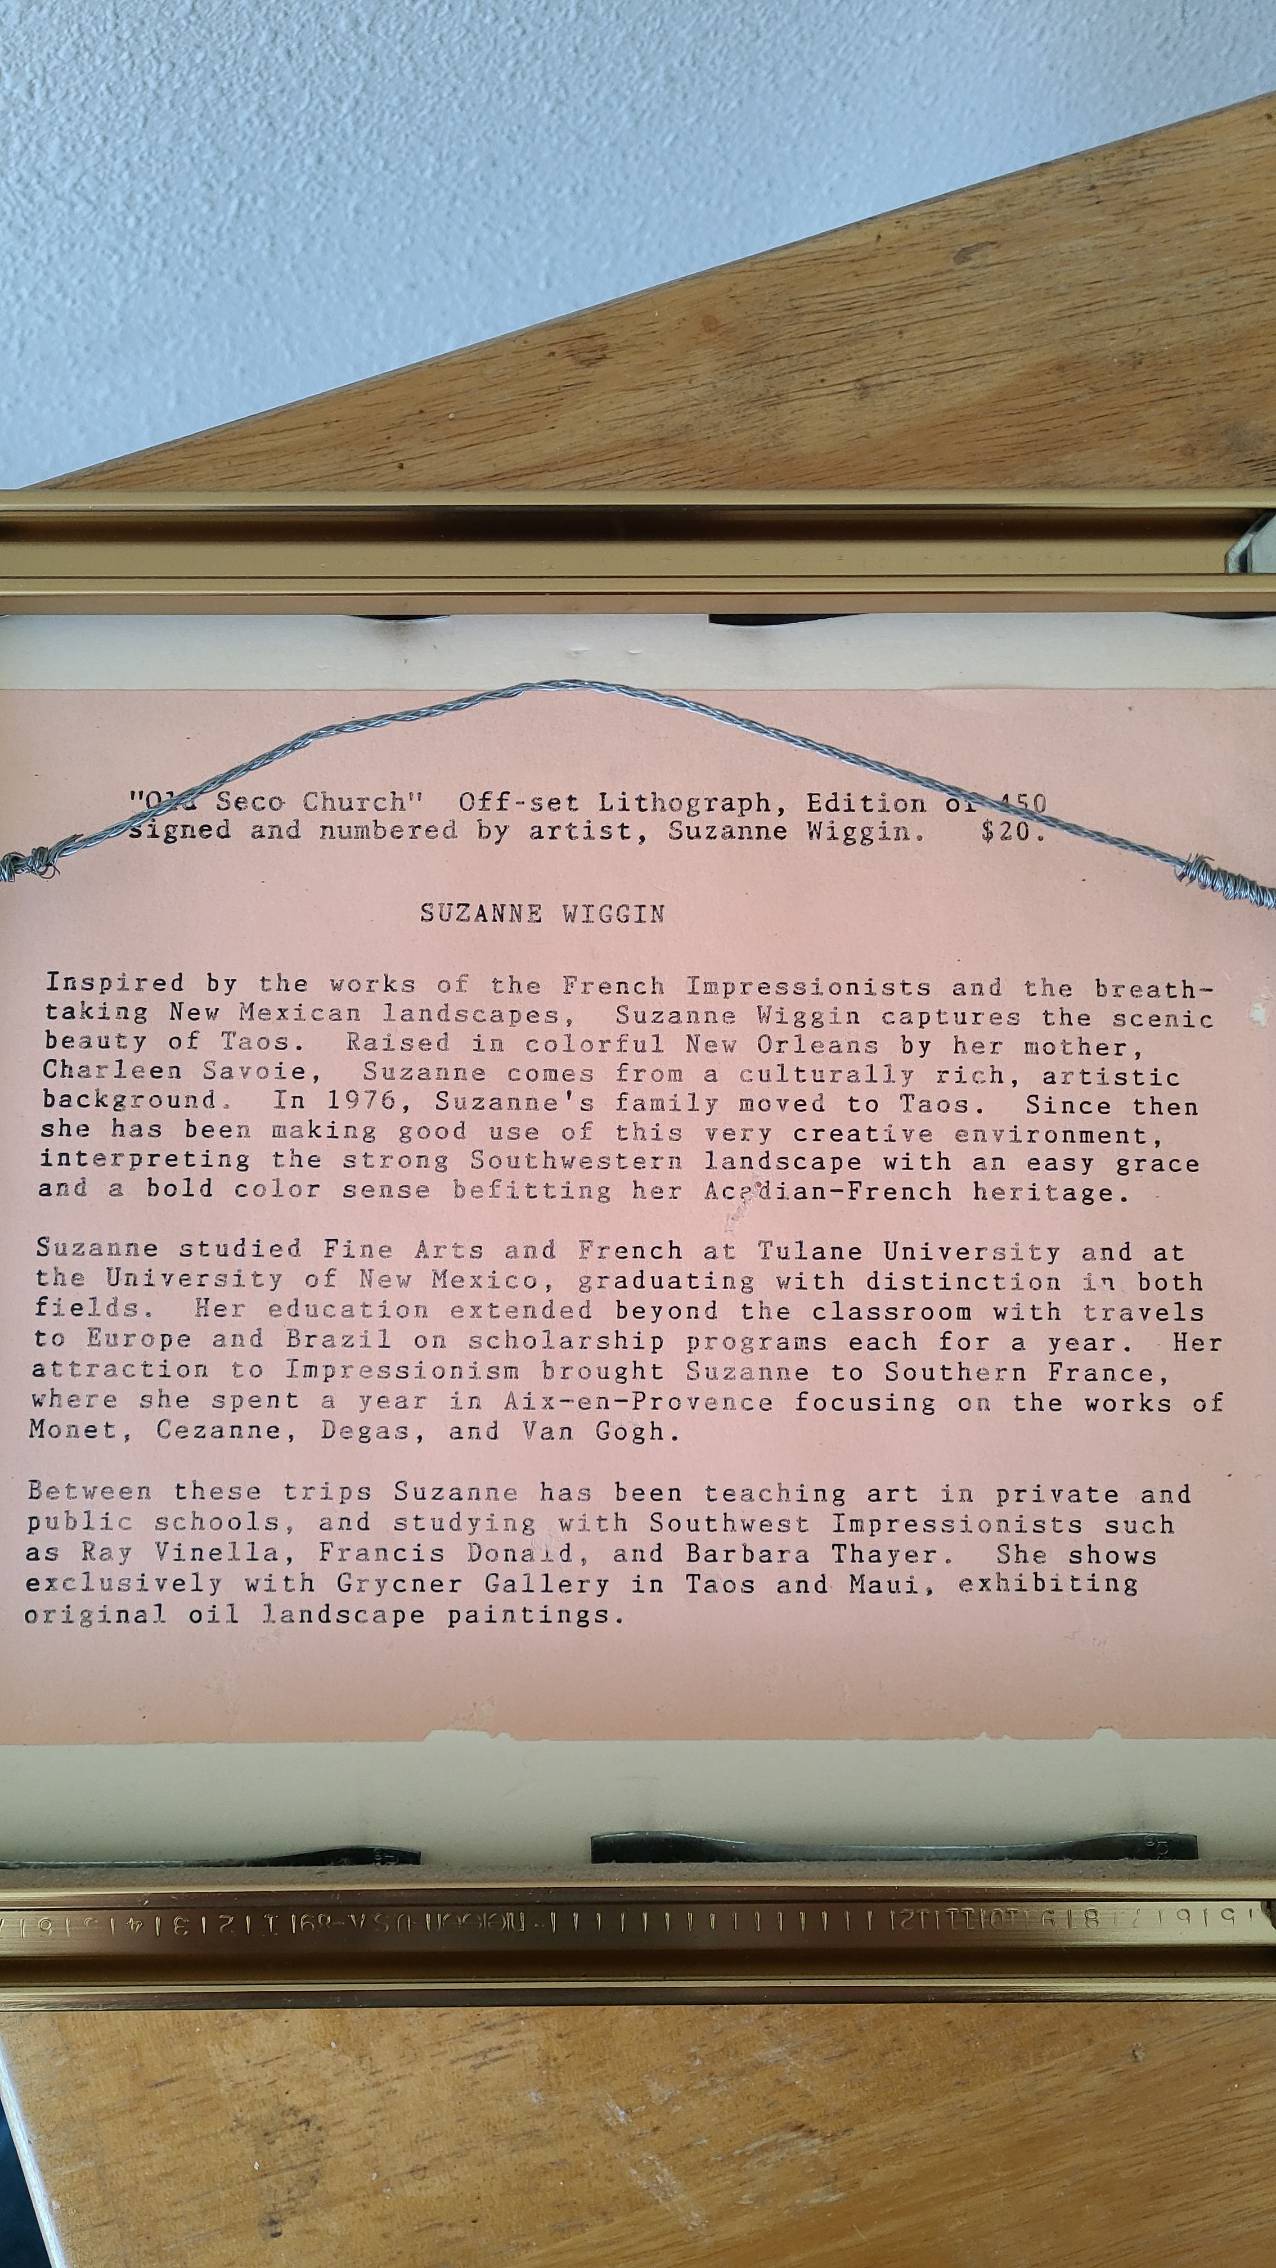 "Old Seco Church"  Off-set Lithograph, Edition of 450
signed and numbered by artist, Suzanne Wiggin.   $20.
SUZANNE WIGGIN
Inspired by the works of the French Impressionists and the breath-
taking New Mexican landscapes,  Suzanne Wiggin captures the scenic
beauty of Taos.  Raised in colorful New Orleans by her mother,
Charleen Savoie,  Suzanne comes from a culturally rich, artistic
background.  In 1976, Suzanne's family moved to Taos.  Since then
she has been making good use of this very creative environment,
interpreting the strong Southwestern landscape with an easy grace
and a bold color sense befitting her Acadian-French heritage.
Suzanne studied Fine Arts and French at Tulane University and at
the University of New Mexico, graduating with distinction in both
fields.  Her education extended beyond the classroom with travels
to Europe and Brazil on scholarship programs each for a year.  Her
attraction to Impressionism brought Suzanne to Southern France,
where she spent a year in Aix-en-Provence focusing on the works of
Monet, Cezanne, Degas, and Van Gogh.
Between these trips Suzanne has been teaching art in private and
public schools, and studying with Southwest Impressionists such
as Ray Vinella, Francis Donald, and Barbara Thayer.  She shows
exclusively with Grycner Gallery in Taos and Maui, exhibiting
original oil landscape paintings.